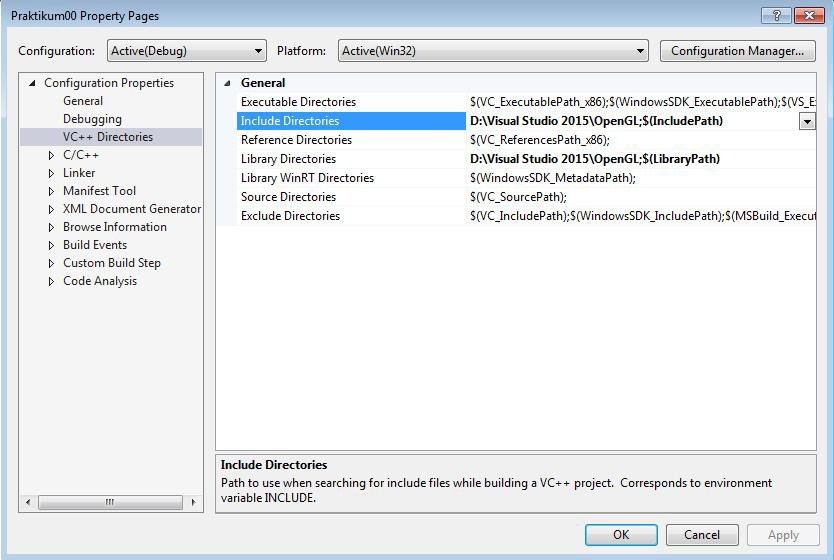 Praktikum00 Property Pages
Configuration: Active(Debug) Platform: Active(Win32) Configuration Manager...
Configuration Properties
General
Debugging
VC++ Directories
C/C++
Linker
Manifest Tool
XML Document Generator
Browse Information
Build Events
Custom Build Step
Code Analysis
General
Executable Directories $(VC_ExecutablePath_x86);$(WindowsSDK_ExecutablePath);$(VS_E
Include Directories D:\Visual Studio 2015\OpenGL;$(IncludePath)
Reference Directories $(VC_ReferencesPath_x86);
Library Directories D:\Visual Studio 2015\OpenGL;$(LibraryPath)
Library WinRT Directories $(WindowsSDK_MetadataPath);
Source Directories $(VC_SourcePath);
Exclude Directories $(VC_IncludePath);$(WindowsSDK_IncludePath);$(MSBuild_Execut
Include Directories
Path to use when searching for include files while building a VC++ project.  Corresponds to environment
variable INCLUDE.
OK Cancel Apply